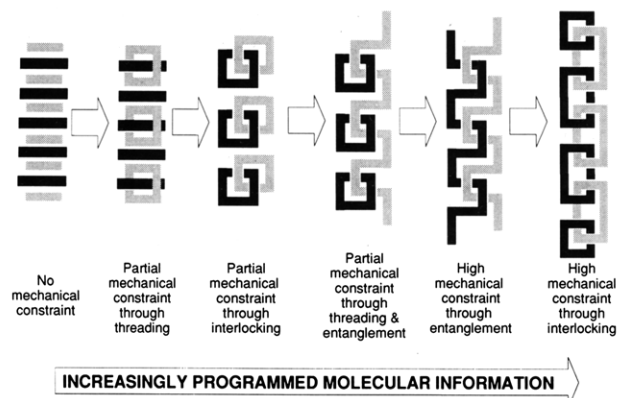 No
mechanical
constraint
Partial
mechanical
constraint
through
threading
Partial
mechanical
constraint
through
interlocking
Partial
mechanical
constraint
through
threading &
entanglement
High
mechanical
constraint
through
entanglement
High
mechanical
constraint
through
interlocking
INCREASINGLY PROGRAMMED MOLECULAR INFORMATION